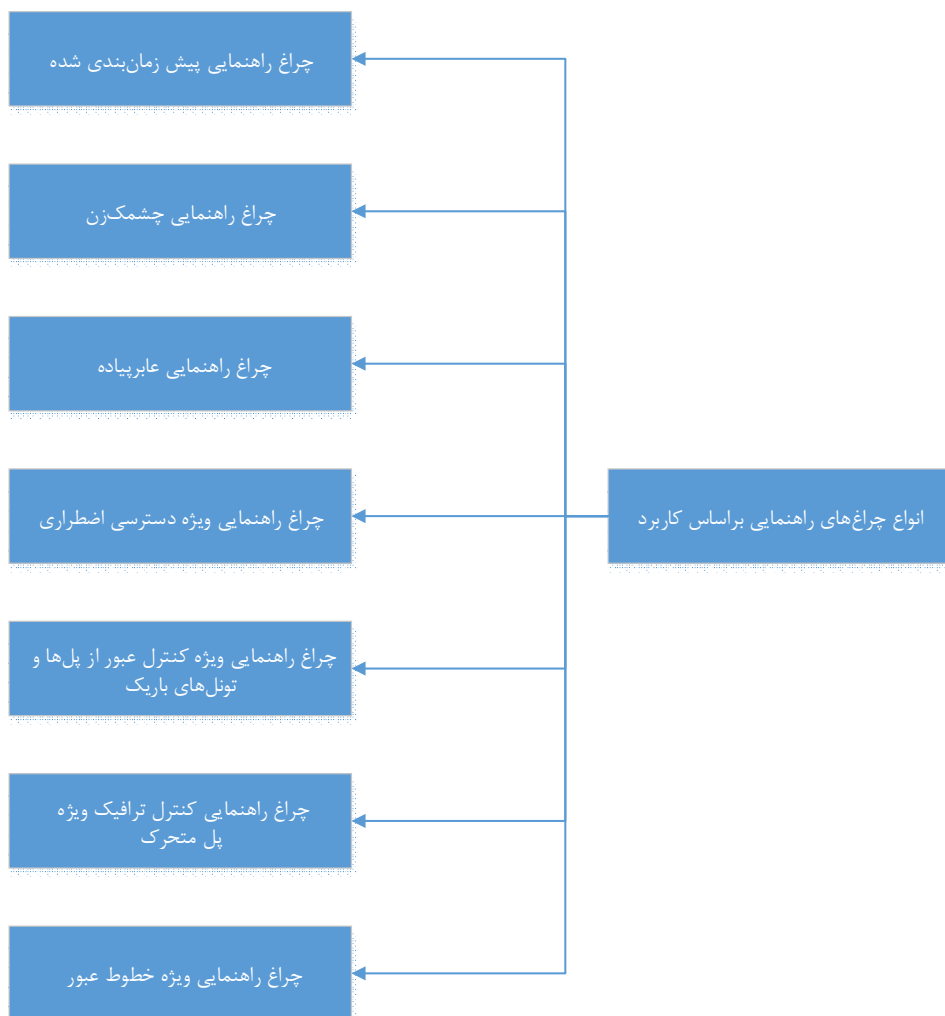 انواع چراغ‌های راهنمایی براساس کاربرد
چراغ راهنمایی پیش زمان‌بندی شده
چراغ راهنمایی چشمک‌زن
چراغ راهنمایی عابرپیاده
چراغ راهنمایی ویژه دسترسی اضطراری
چراغ راهنمایی ویژه کنترل عبور از پل‌ها و
تونل‌های باریک
چراغ راهنمایی کنترل ترافیک ویژه
پل متحرک
چراغ راهنمایی ویژه خطوط عبور